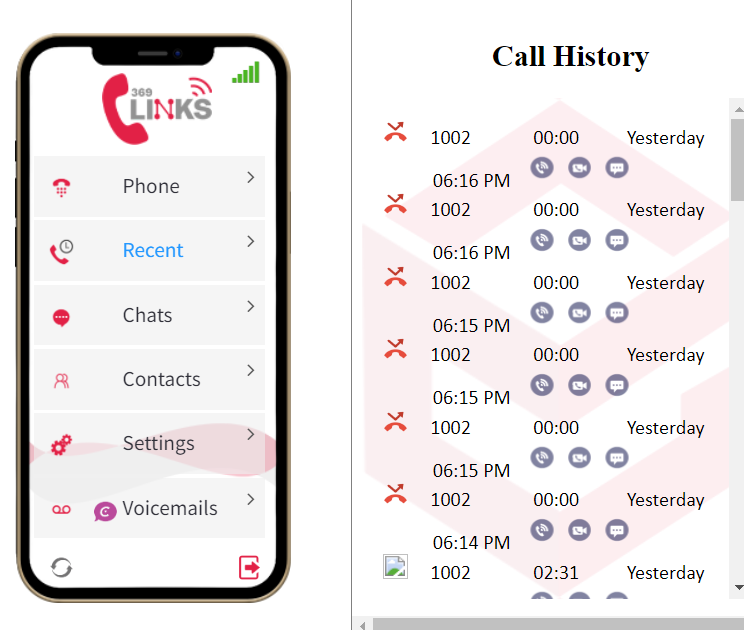 369
LINKS
Phone
Recent
Chats
Contacts
Settings
Voicemails
Call History
1002 00:00 Yesterday
06:16 PM
1002 00:00 Yesterday
06:16 PM
1002 00:00 Yesterday
06:15 PM
1002 00:00 Yesterday
06:15 PM
1002 00:00 Yesterday
06:15 PM
1002 00:00 Yesterday
06:14 PM
1002 02:31 Yesterday